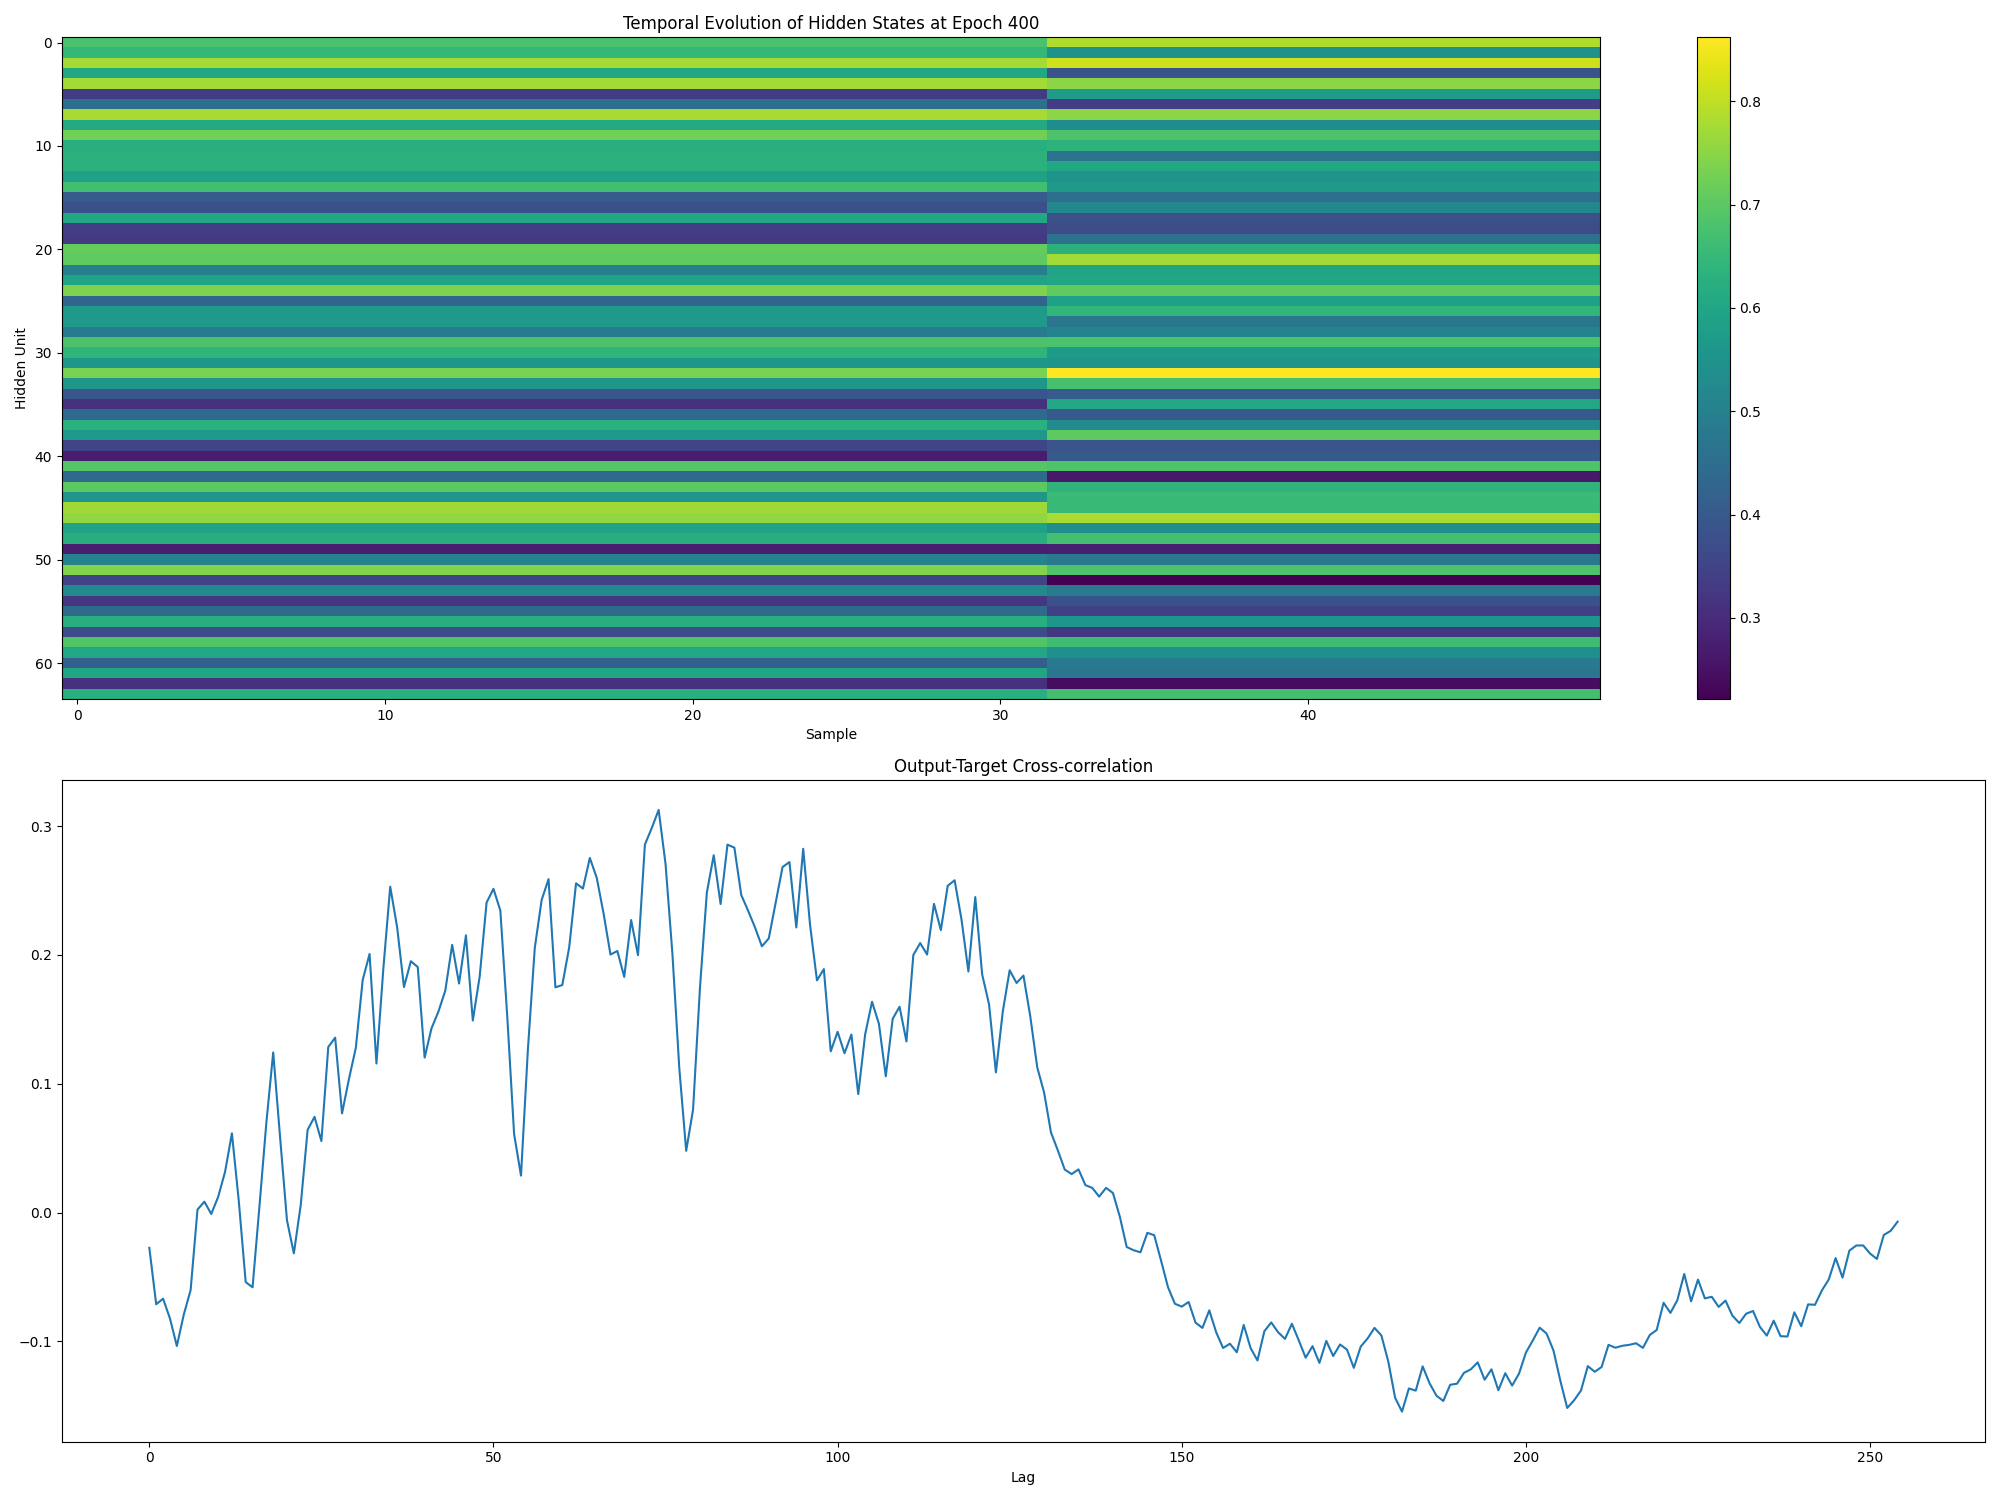 Temporal Evolution of Hidden States at Epoch 400
0
10
20
30
40
50
60
Hidden Unit
0 10 20 30 40
Sample
0.8
0.7
0.6
0.5
0.4
0.3
Output-Target Cross-correlation
0.3
0.2
0.1
0.0
−0.1
0 50 100 150 200 250
Lag